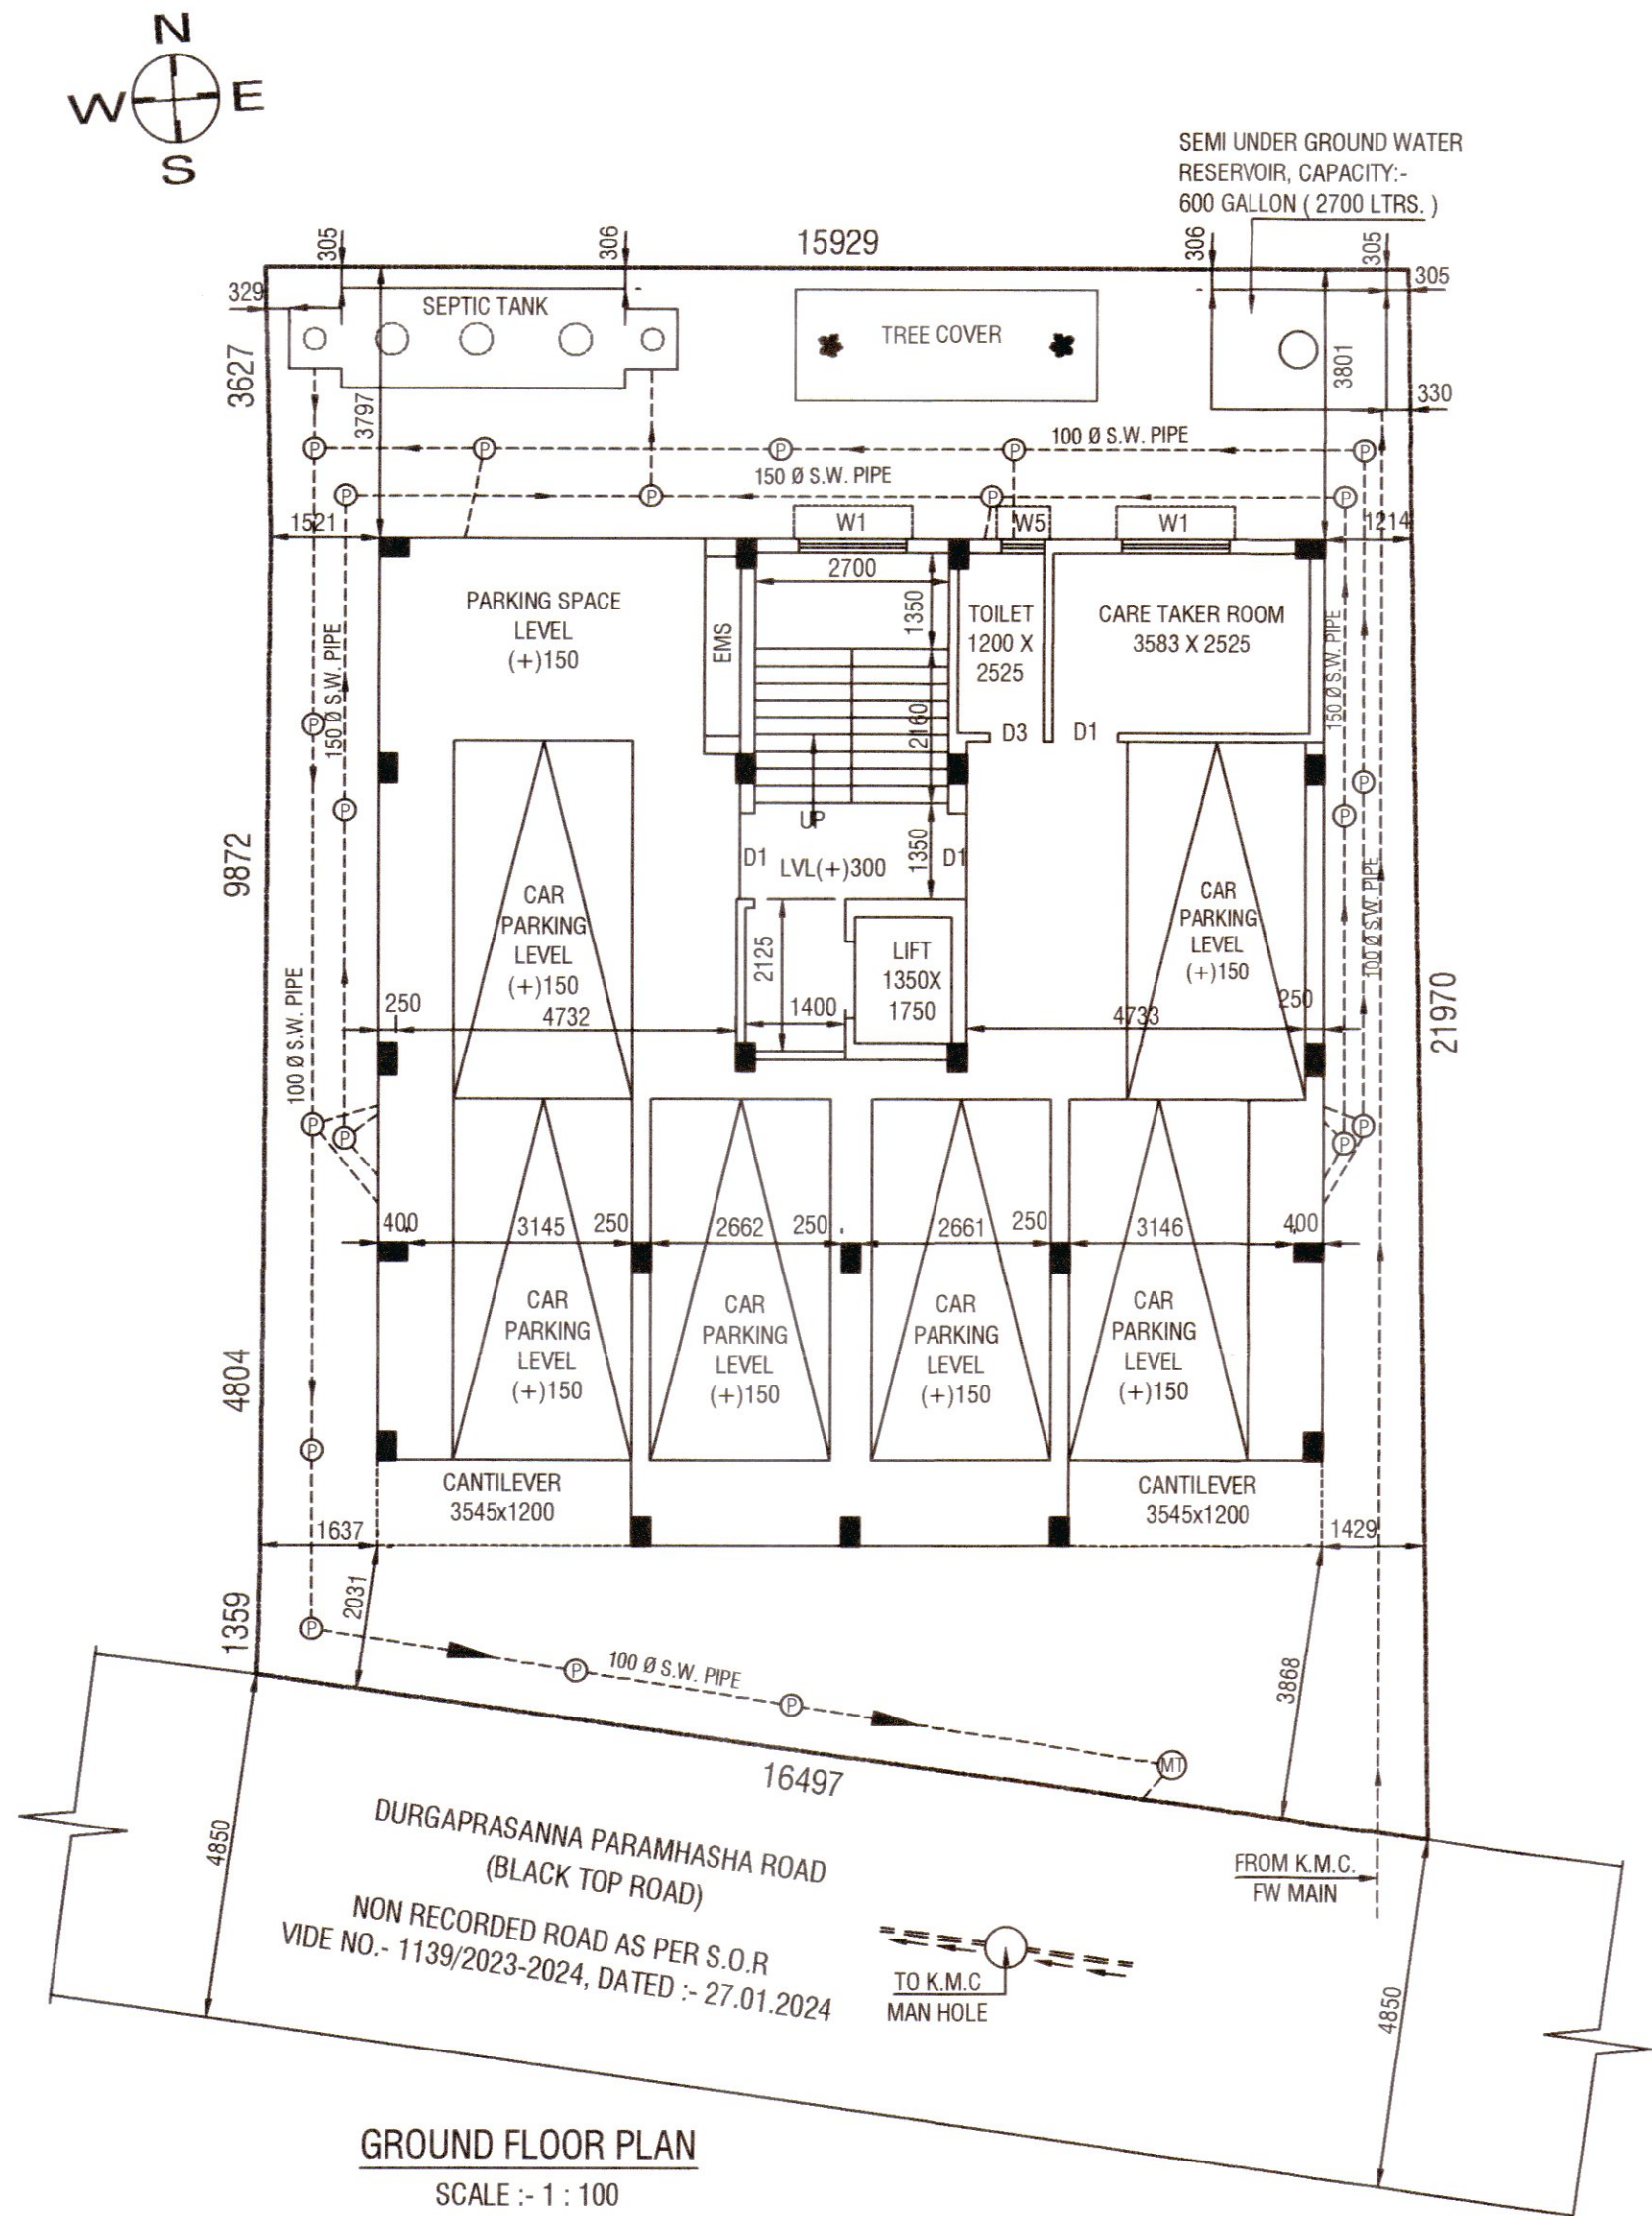 N
W E
S
SEMI UNDER GROUND WATER
RESERVOIR, CAPACITY:-
600 GALLON ( 2700 LTRS. )
305
306
15929
306
305
305
329
SEPTIC TANK
TREE COVER
3627
3797
3801
330
P
P
P
P
P
100 Ø S.W. PIPE
150 Ø S.W. PIPE
P
P
P
P
1521
W1
W5
W1
1214
2700
1350
PARKING SPACE
LEVEL
(+)150
EMS
TOILET
1200 X
2525
CARE TAKER ROOM
3583 X 2525
150 Ø S.W. PIPE
150 Ø S.W. PIPE
P
2160
D3
D1
P
P
P
UP
9872
D1
LVL(+)300
1350
D1
CAR
PARKING
LEVEL
(+)150
CAR
PARKING
LEVEL
(+)150
100 Ø S.W. PIPE
2125
LIFT
1350X
1750
100 Ø S.W. PIPE
250
4732
1400
4733
250
21970
P
P
P
P
400
3145
250
2662
250
2661
250
3146
400
CAR
PARKING
LEVEL
(+)150
CAR
PARKING
LEVEL
(+)150
CAR
PARKING
LEVEL
(+)150
CAR
PARKING
LEVEL
(+)150
4804
P
CANTILEVER
3545x1200
CANTILEVER
3545x1200
1637
1429
2031
1359
P
P
100 Ø S.W. PIPE
P
3868
MT
16497
4850
DURGAPRASANNA PARAMHASHA ROAD
(BLACK TOP ROAD)
NON RECORDED ROAD AS PER S.O.R
VIDE NO.- 1139/2023-2024, DATED :- 27.01.2024
FROM K.M.C.
FW MAIN
TO K.M.C
MAN HOLE
4850
GROUND FLOOR PLAN
SCALE :- 1 : 100